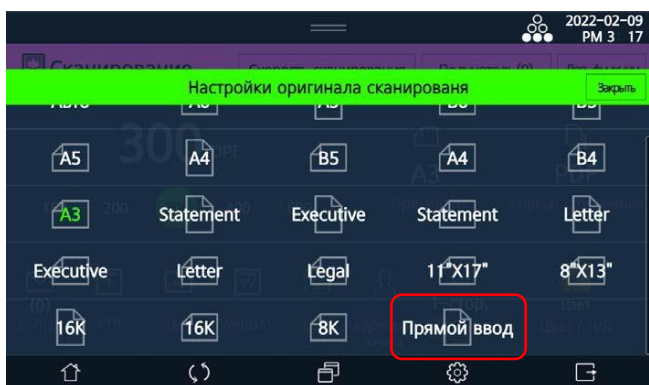 2022-02-09
PM 3 17
Сканирование
Настройки оригинала сканированя
Закрыть
A5 A4 B5 A4 B4
300
A3 Statement Executive Statement Letter
Executive Letter Legal 11"X17" 8"X13"
16K 16K 8K Прямой ввод